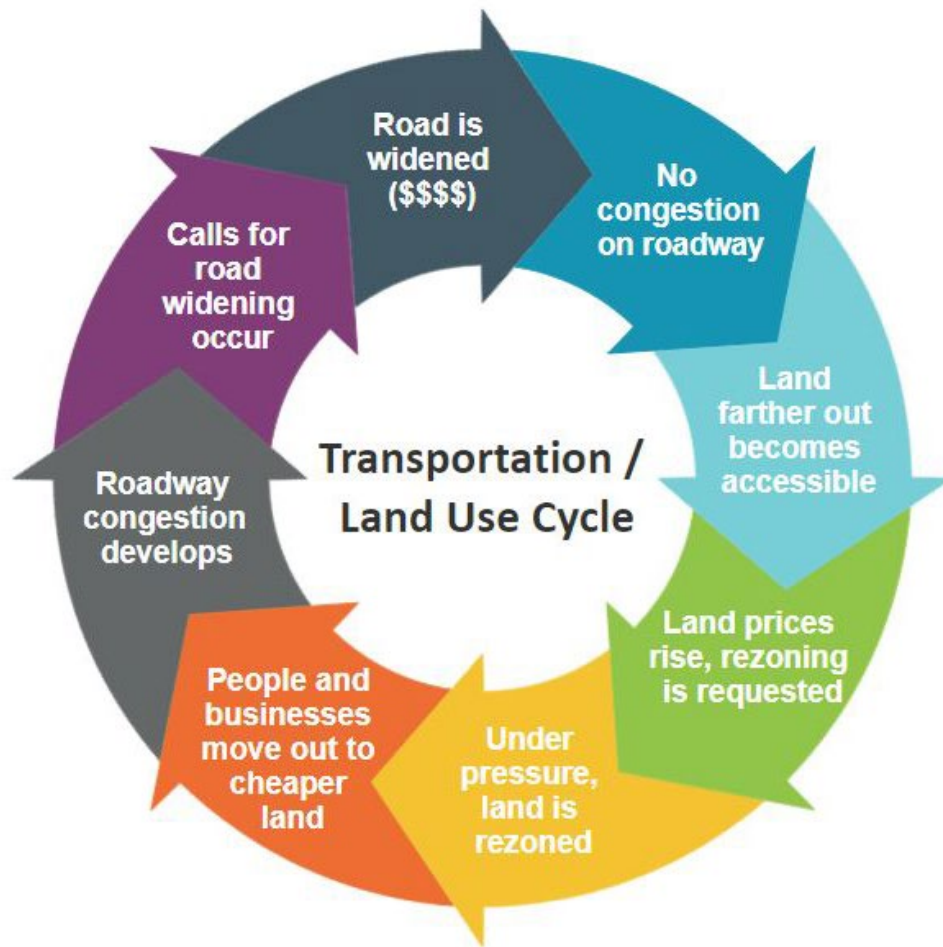 Road is
widened
($$$$)
No
congestion
on roadway
Land
farther out
becomes
accessible
Land prices
rise, rezoning
is requested
Under
pressure,
land is
rezoned
People and
businesses
move out to
cheaper
land
Roadway
congestion
develops
Calls for
road
widening
occur
Transportation /
Land Use Cycle